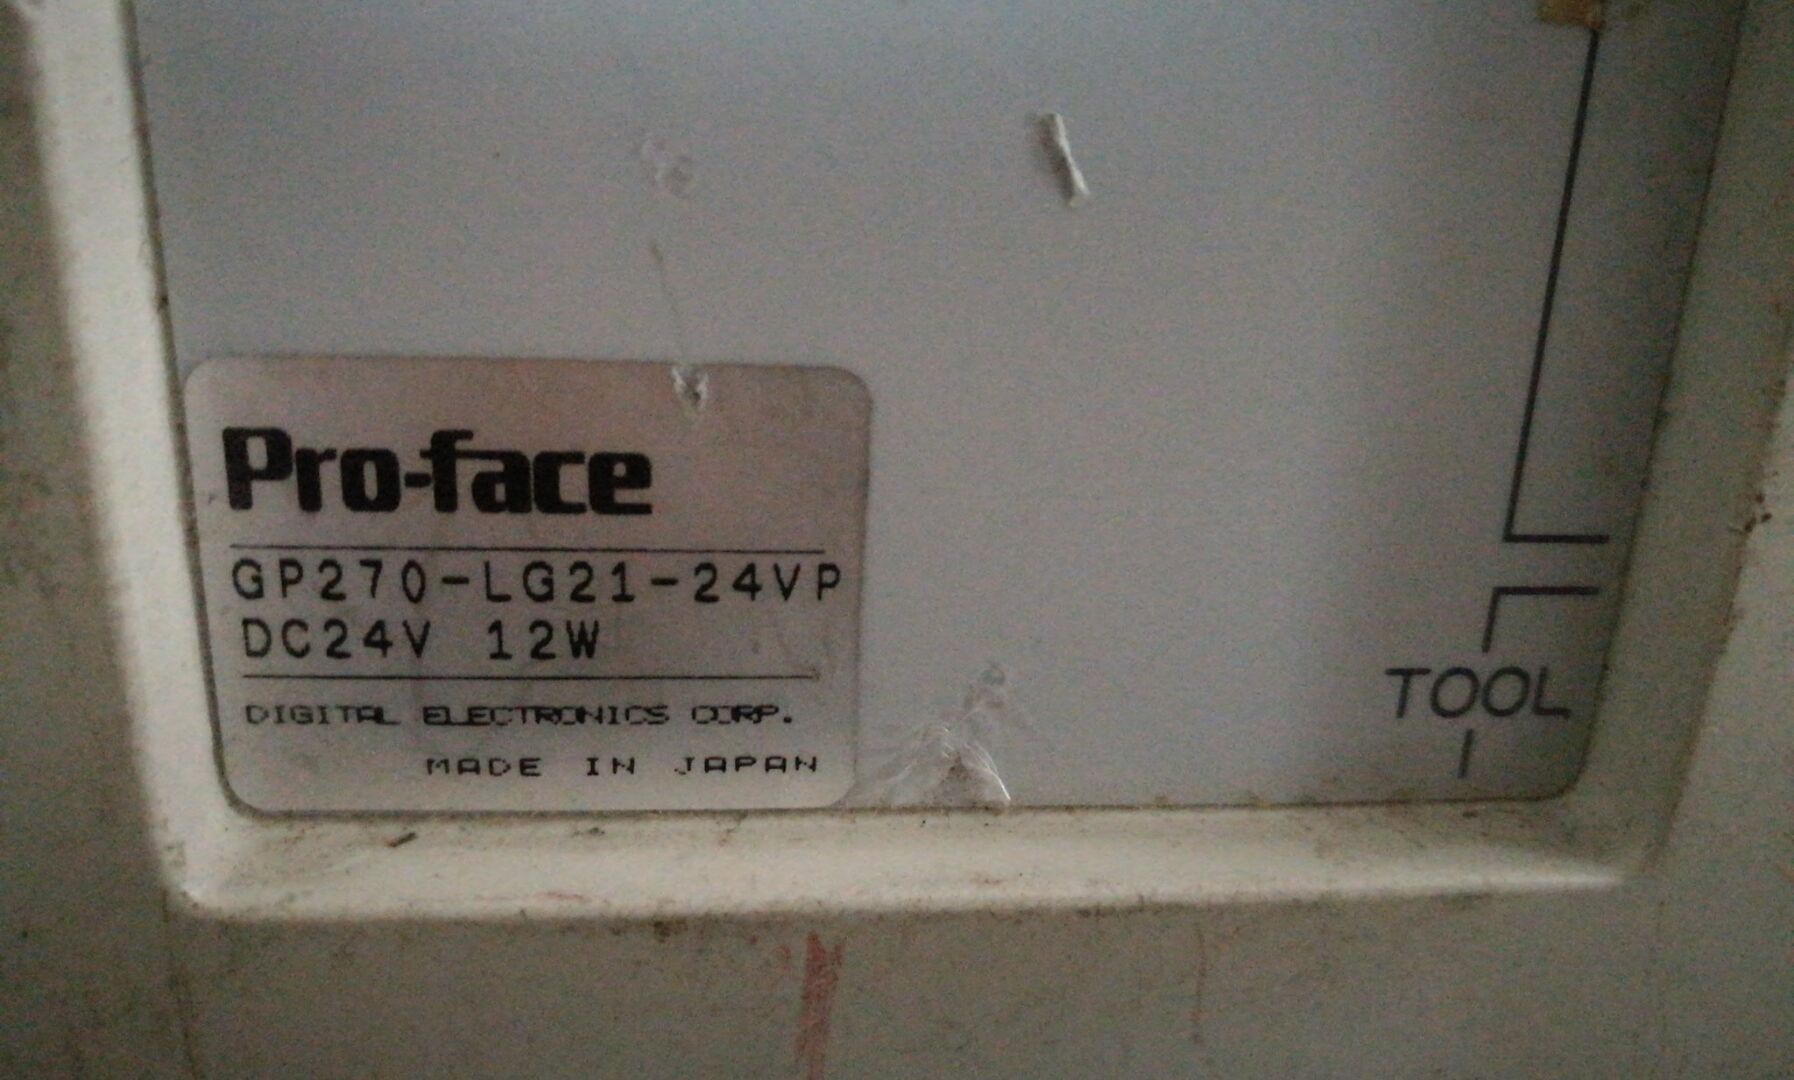 Pro-face
GP270-LG21-24VP
DC24V 12W
DIGITAL ELECTRONICS CORP.
MADE IN JAPAN
TOOL